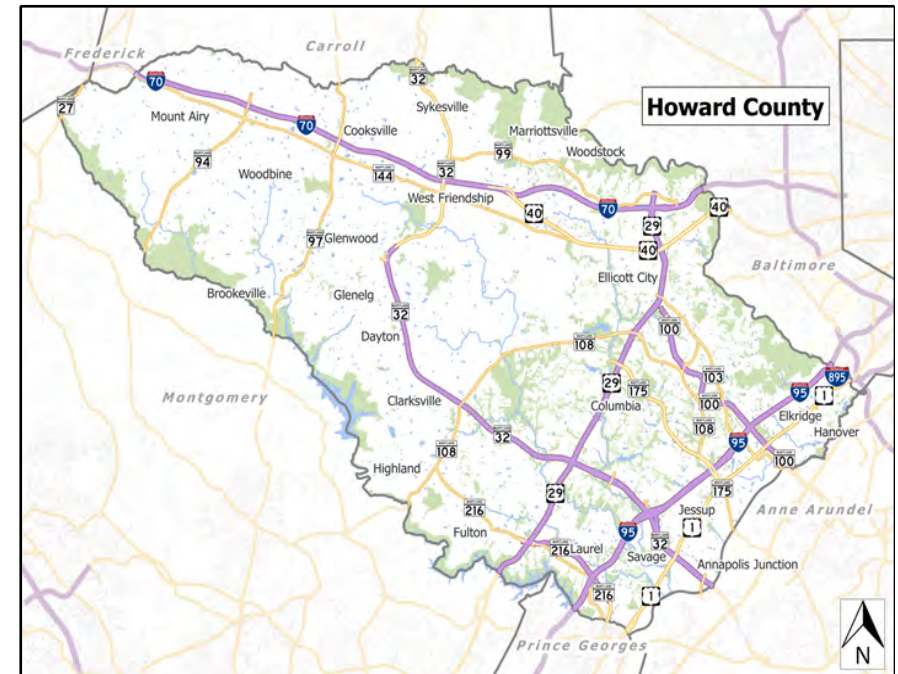 Frederick
Carroll
Howard County
70
32
27
Mount Airy
Sykesville
70
Cooksville
Marriottsville
94
99
Woodstock
Woodbine
144
32
West Friendship
40
70
40
29
97
Glenwood
40
Baltimore
Ellicott City
Brookeville
Glenelg
32
100
Dayton
108
103
895
95
29
175
Montgomery
Clarksville
Columbia
100
1
Elkridge
108
Hanover
32
95
108
100
Highland
175
29
216
Jessup
Anne Arundel
1
Fulton
95
216
Laurel
32
Savage
Annapolis Junction
216
1
Prince Georges
N